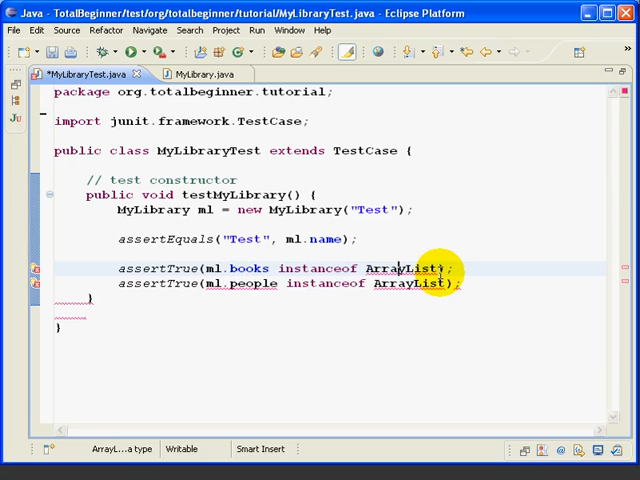 Java - TotalBeginner/test/org/totalbeginner/tutorial/MyLibraryTest.java - Eclipse Platform
File Edit Source Refactor Navigate Search Project Run Window Help
*MyLibraryTest.java MyLibrary.java
package org.totalbeginner.tutorial;
import junit.framework.TestCase;
public class MyLibraryTest extends TestCase {
// test constructor
public void testMyLibrary() {
MyLibrary ml = new MyLibrary("Test");
assertEquals("Test", ml.name);
assertTrue(ml.books instanceof ArrayList);
assertTrue(ml.people instanceof ArrayList);
}
}
ArrayL...a type Writable Smart Insert